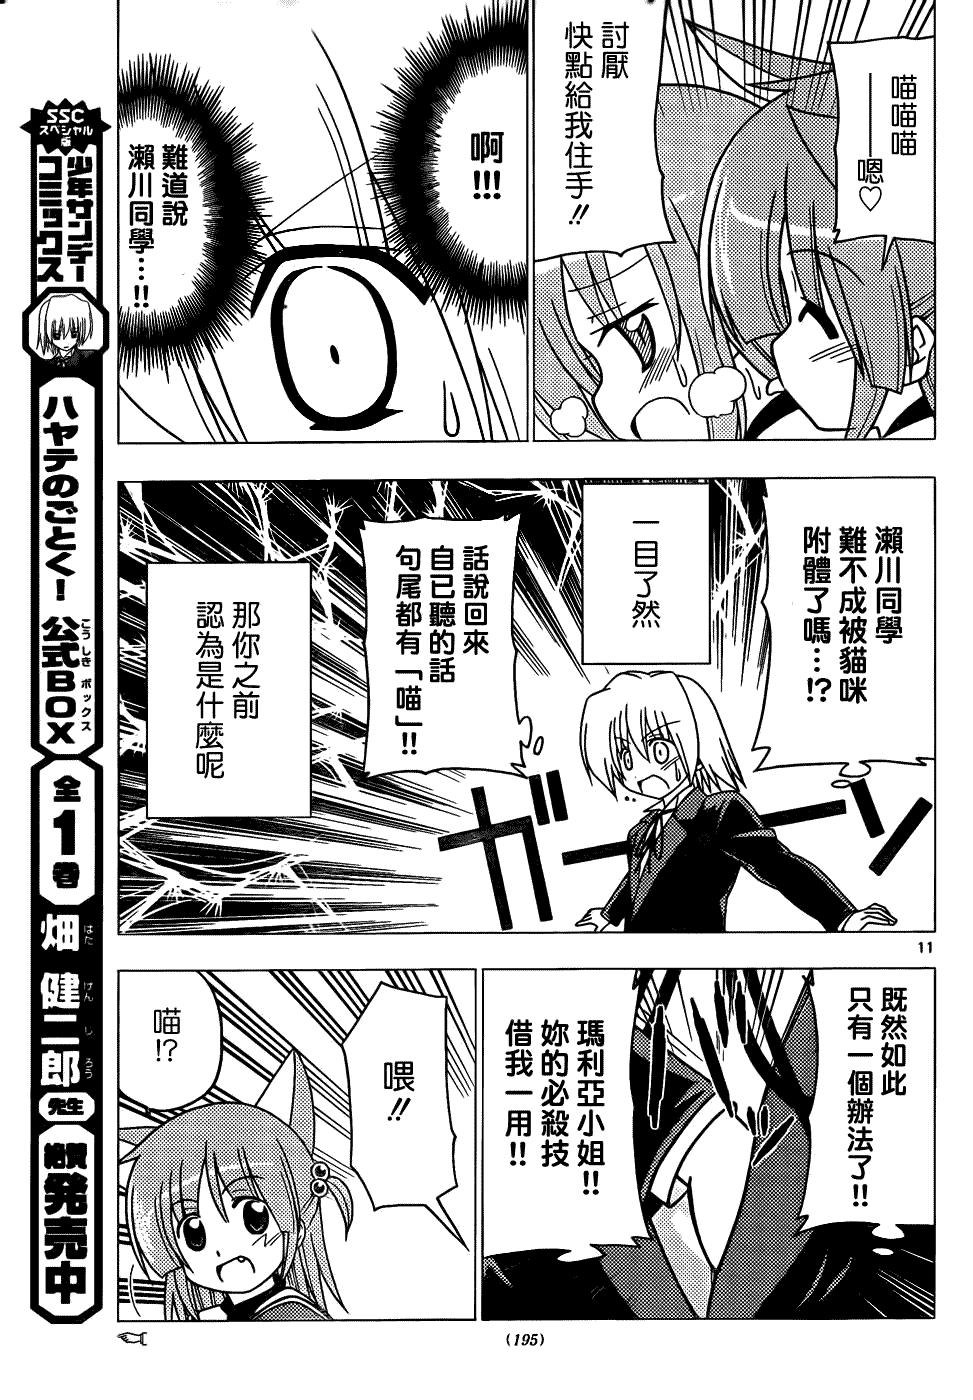 喵喵喵
——嗯♡
討厭
快點給我住手!!
啊
!!!
難道說
瀨川同學…!!
瀨川同學
難不成被貓咪
附體了嗎…!?
一目了然
話說回來
自已聽的話
句尾都有「喵」!!
那你之前
認為是什麼呢
ガーン
11
既然如此
只有一個辦法了!!
瑪利亞小姐!!
妳的必殺技
借我一用!!
喂!!
喵!?
(195)
SSC
スペシャル
版
少年サンデー
コミックス
ハヤテのごとく!
公式BOX
こうしき ボックス
全1巻
畑健二郎
はた けん じ ろう
先生
絶賛
発売中